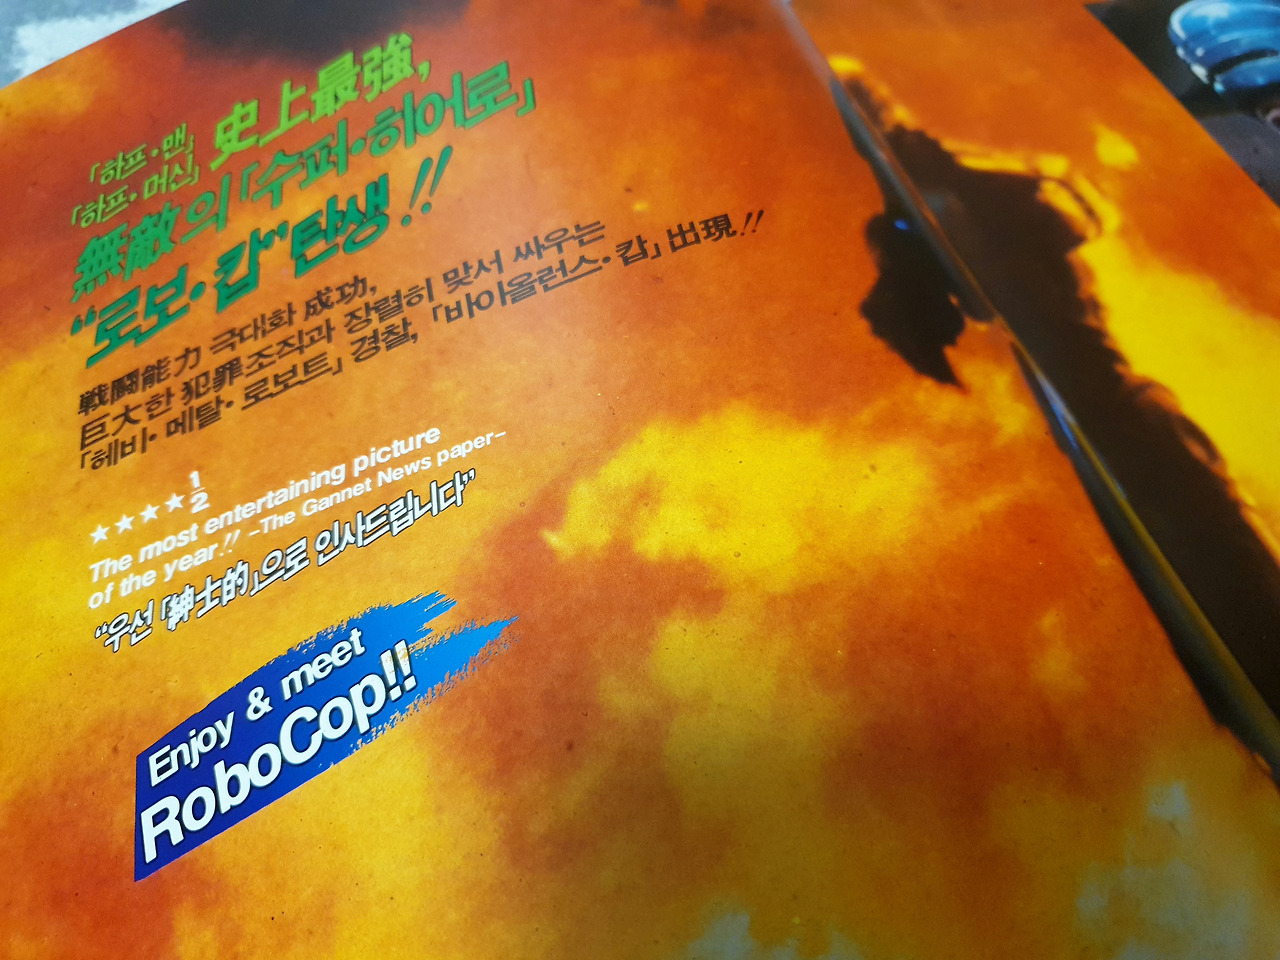 「하프·맨」
「하프·머신」 史上最強,
無敵의「수퍼·히어로」
“로보·캅”탄생!!
戦闘能力 극대화 成功,
巨大한 犯罪조직과 장렬히 맞서 싸우는
「헤비·메탈·로보트」 경찰, 「바이올런스·캅」 出現!!
★★★★1/2
The most entertaining picture
of the year!! –The Gannet News paper–
“우선 「紳士的」으로 인사드립니다”
Enjoy & meet
RoboCop!!